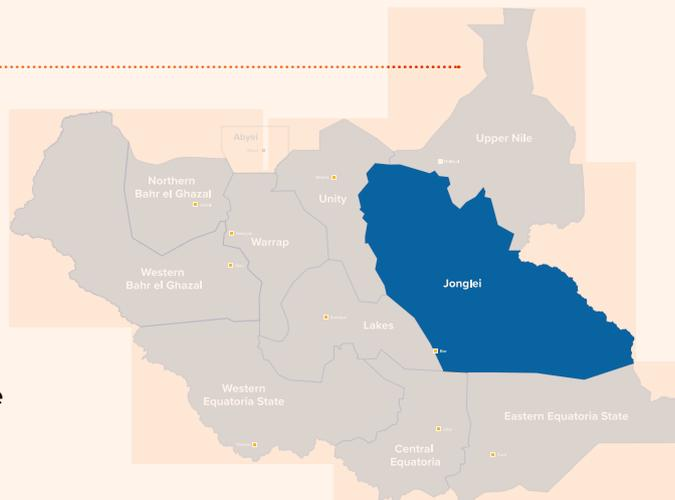 Upper Nile
Abyei
Northern
Bahr el Ghazal
Unity
Warrap
Western
Bahr el Ghazal
Jonglei
Lakes
Bor
Western
Equatoria State
Eastern Equatoria State
Central
Equatoria
e